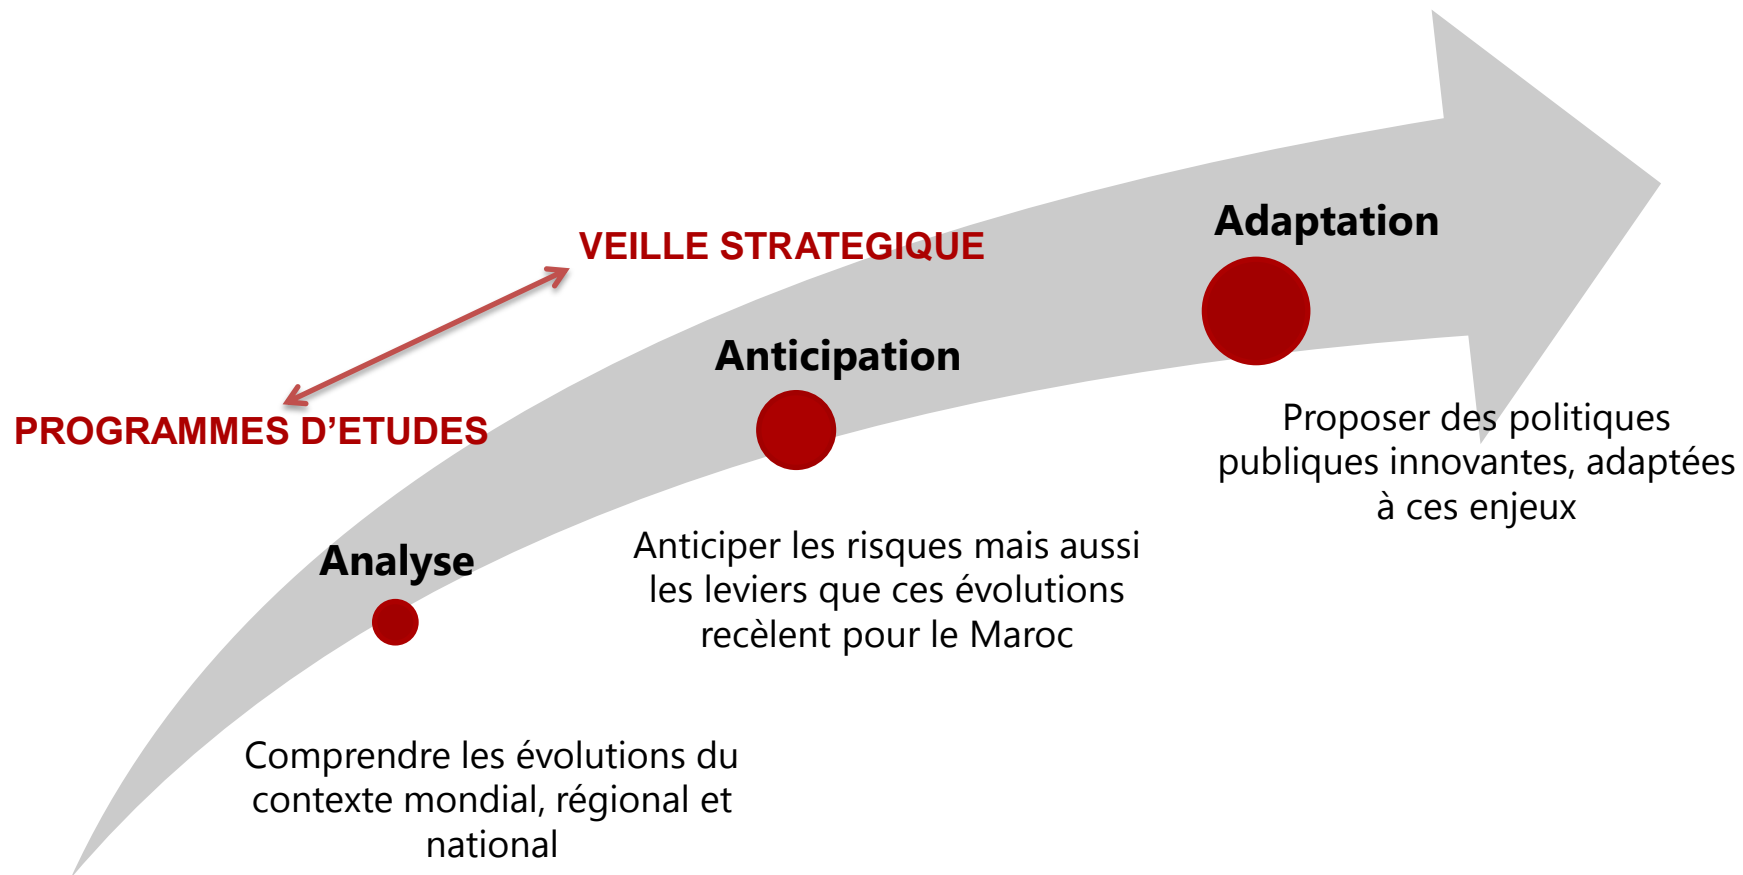 VEILLE STRATEGIQUE
PROGRAMMES D’ETUDES
Analyse
Comprendre les évolutions du
contexte mondial, régional et
national
Anticipation
Anticiper les risques mais aussi
les leviers que ces évolutions
recèlent pour le Maroc
Adaptation
Proposer des politiques
publiques innovantes, adaptées
à ces enjeux